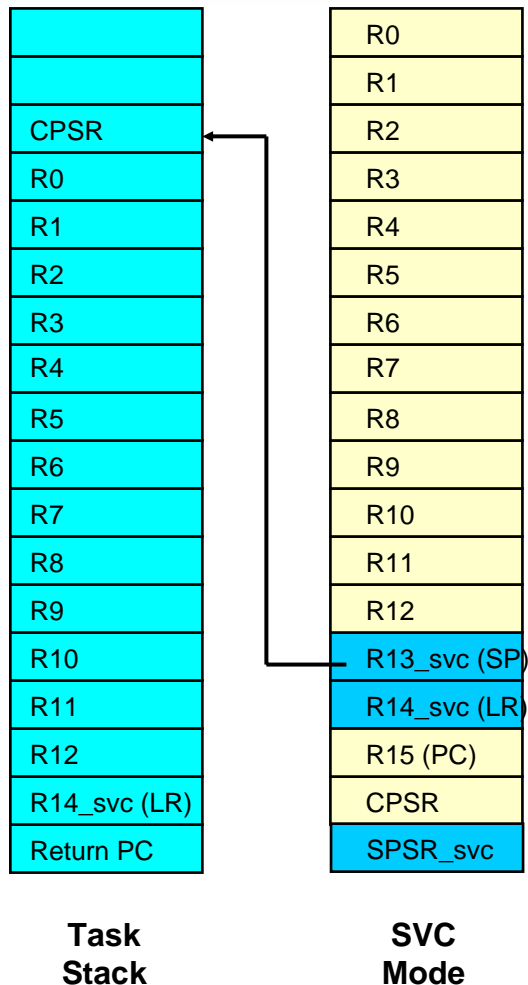 CPSR
R0
R1
R2
R3
R4
R5
R6
R7
R8
R9
R10
R11
R12
R14_svc (LR)
Return PC
Task
Stack
R0
R1
R2
R3
R4
R5
R6
R7
R8
R9
R10
R11
R12
R13_svc (SP)
R14_svc (LR)
R15 (PC)
CPSR
SPSR_svc
SVC
Mode